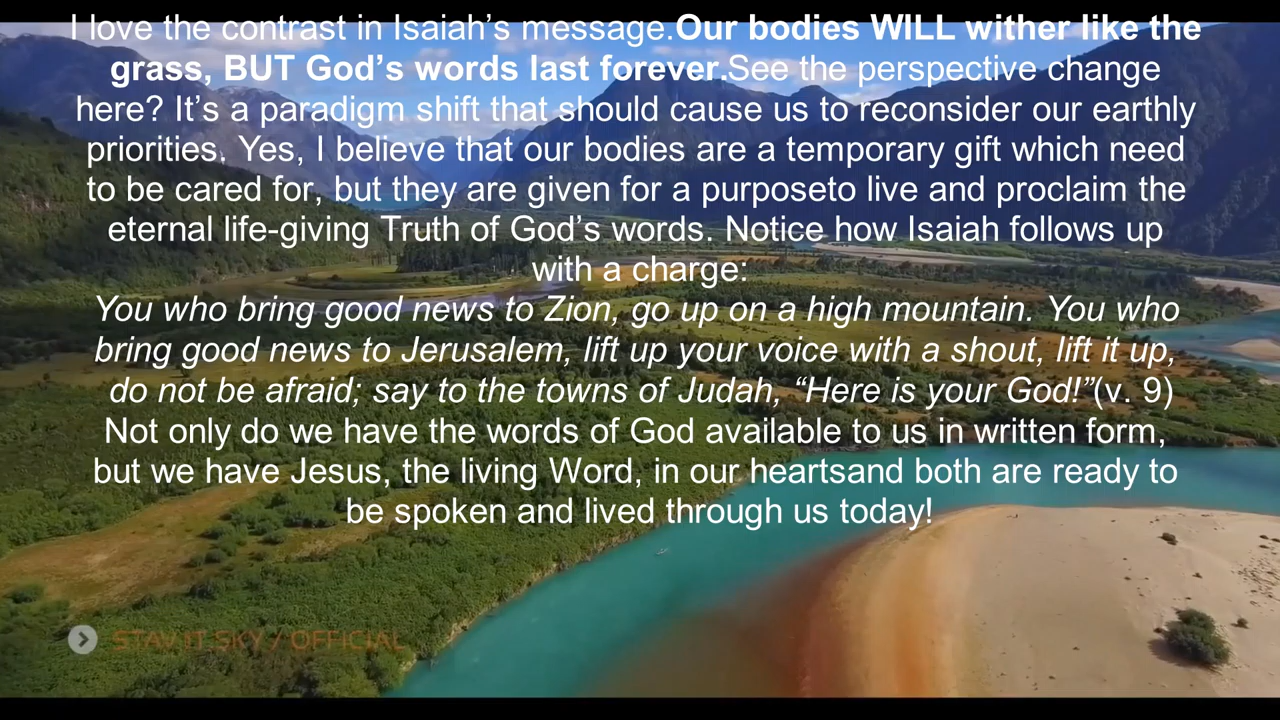 I love the contrast in Isaiah’s message.Our bodies WILL wither like the
grass, BUT God’s words last forever.See the perspective change
here? It’s a paradigm shift that should cause us to reconsider our earthly
priorities. Yes, I believe that our bodies are a temporary gift which need
to be cared for, but they are given for a purposeto live and proclaim the
eternal life-giving Truth of God’s words. Notice how Isaiah follows up
with a charge:
You who bring good news to Zion, go up on a high mountain. You who
bring good news to Jerusalem, lift up your voice with a shout, lift it up,
do not be afraid; say to the towns of Judah, “Here is your God!”(v. 9)
Not only do we have the words of God available to us in written form,
but we have Jesus, the living Word, in our heartsand both are ready to
be spoken and lived through us today!
STAV IT SKY / OFFICIAL